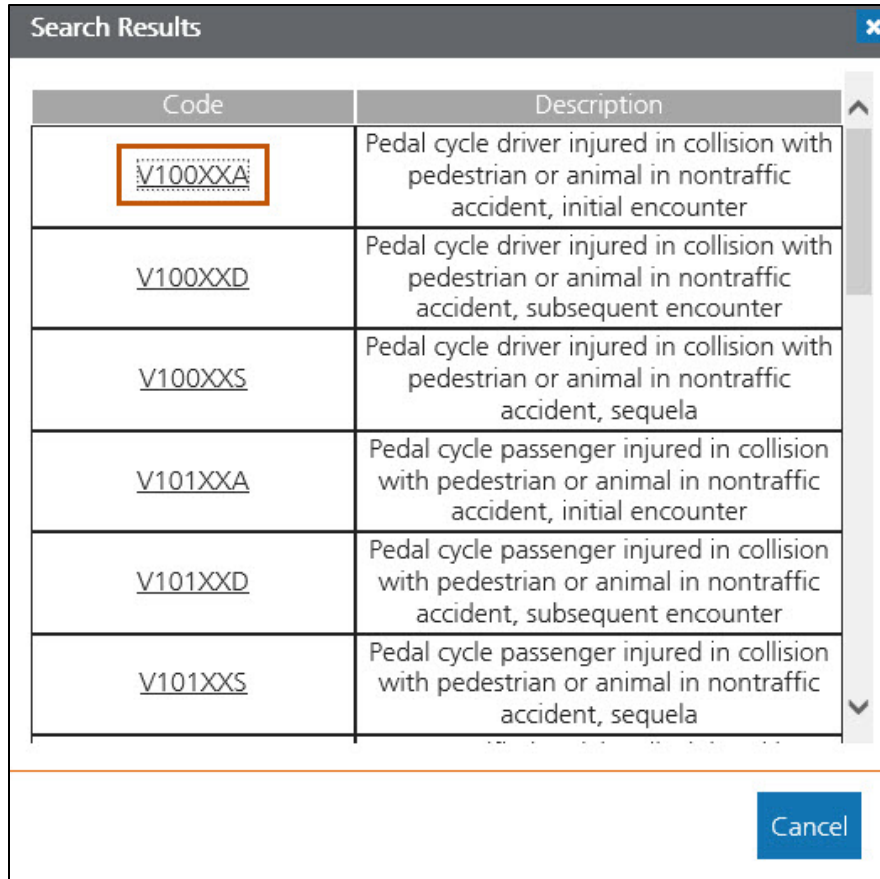 Search Results
Code Description
V100XXA
Pedal cycle driver injured in collision with
pedestrian or animal in nontraffic
accident, initial encounter
V100XXD
Pedal cycle driver injured in collision with
pedestrian or animal in nontraffic
accident, subsequent encounter
V100XXS
Pedal cycle driver injured in collision with
pedestrian or animal in nontraffic
accident, sequela
V101XXA
Pedal cycle passenger injured in collision
with pedestrian or animal in nontraffic
accident, initial encounter
V101XXD
Pedal cycle passenger injured in collision
with pedestrian or animal in nontraffic
accident, subsequent encounter
V101XXS
Pedal cycle passenger injured in collision
with pedestrian or animal in nontraffic
accident, sequela
Cancel